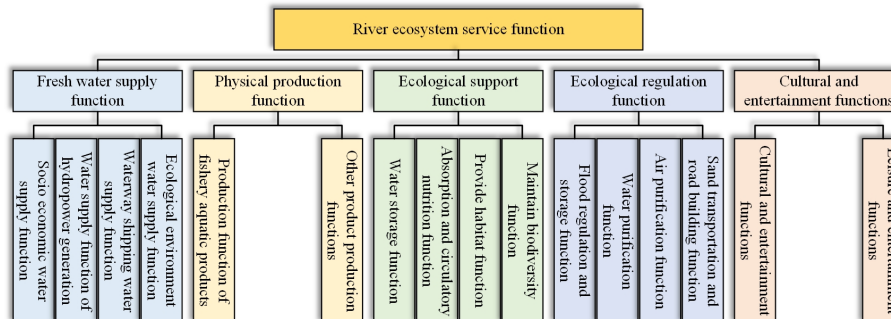 River ecosystem service function
Fresh water supply
function
Physical production
function
Ecological support
function
Ecological regulation
function
Cultural and
entertainment functions
Socio economic water
supply function
Water supply function of
hydropower generation
Waterway shipping water
supply function
Ecological environment
water supply function
Production function of
fishery aquatic products
Other product production
functions
Water storage function
Absorption and circulatory
nutrition function
Provide habitat function
Maintain biodiversity
function
Flood regulation and
storage function
Water purification
function
Air purification function
Sand transportation and
road building function
Cultural and entertainment
functions
functions